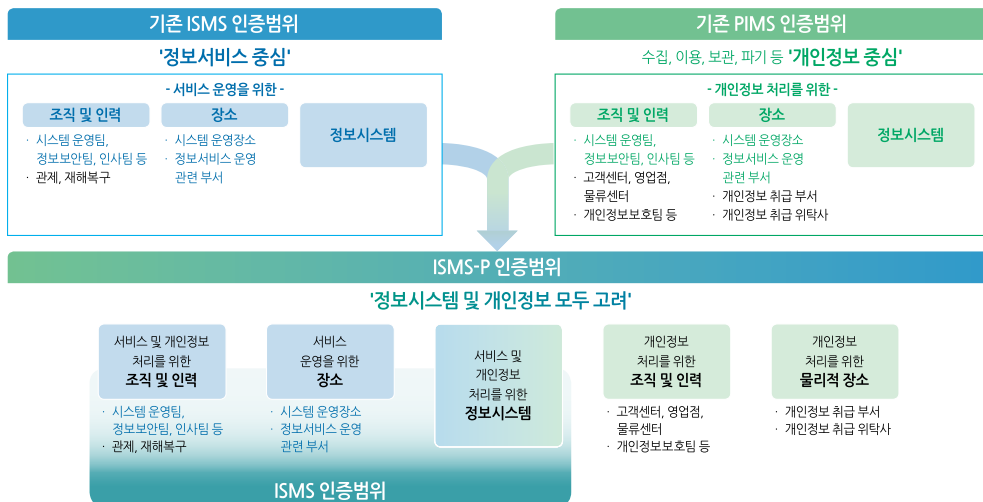 기존 ISMS 인증범위
'정보서비스 중심'
- 서비스 운영을 위한 -
조직 및 인력
· 시스템 운영팀,
정보보안팀, 인사팀 등
· 관제, 재해복구
장소
· 시스템 운영장소
· 정보서비스 운영
관련 부서
정보시스템
기존 PIMS 인증범위
수집, 이용, 보관, 파기 등 '개인정보 중심'
- 개인정보 처리를 위한 -
조직 및 인력
· 시스템 운영팀,
정보보안팀, 인사팀 등
· 고객센터, 영업점,
물류센터
· 개인정보보호팀 등
장소
· 시스템 운영장소
· 정보서비스 운영
관련 부서
· 개인정보 취급 부서
· 개인정보 취급 위탁사
정보시스템
ISMS-P 인증범위
'정보시스템 및 개인정보 모두 고려'
서비스 및 개인정보
처리를 위한
조직 및 인력
· 시스템 운영팀,
정보보안팀, 인사팀 등
· 관제, 재해복구
서비스
운영을 위한
장소
· 시스템 운영장소
· 정보서비스 운영
관련 부서
서비스 및
개인정보
처리를 위한
정보시스템
개인정보
처리를 위한
조직 및 인력
· 고객센터, 영업점,
물류센터
· 개인정보보호팀 등
개인정보
처리를 위한
물리적 장소
· 개인정보 취급 부서
· 개인정보 취급 위탁사
ISMS 인증범위